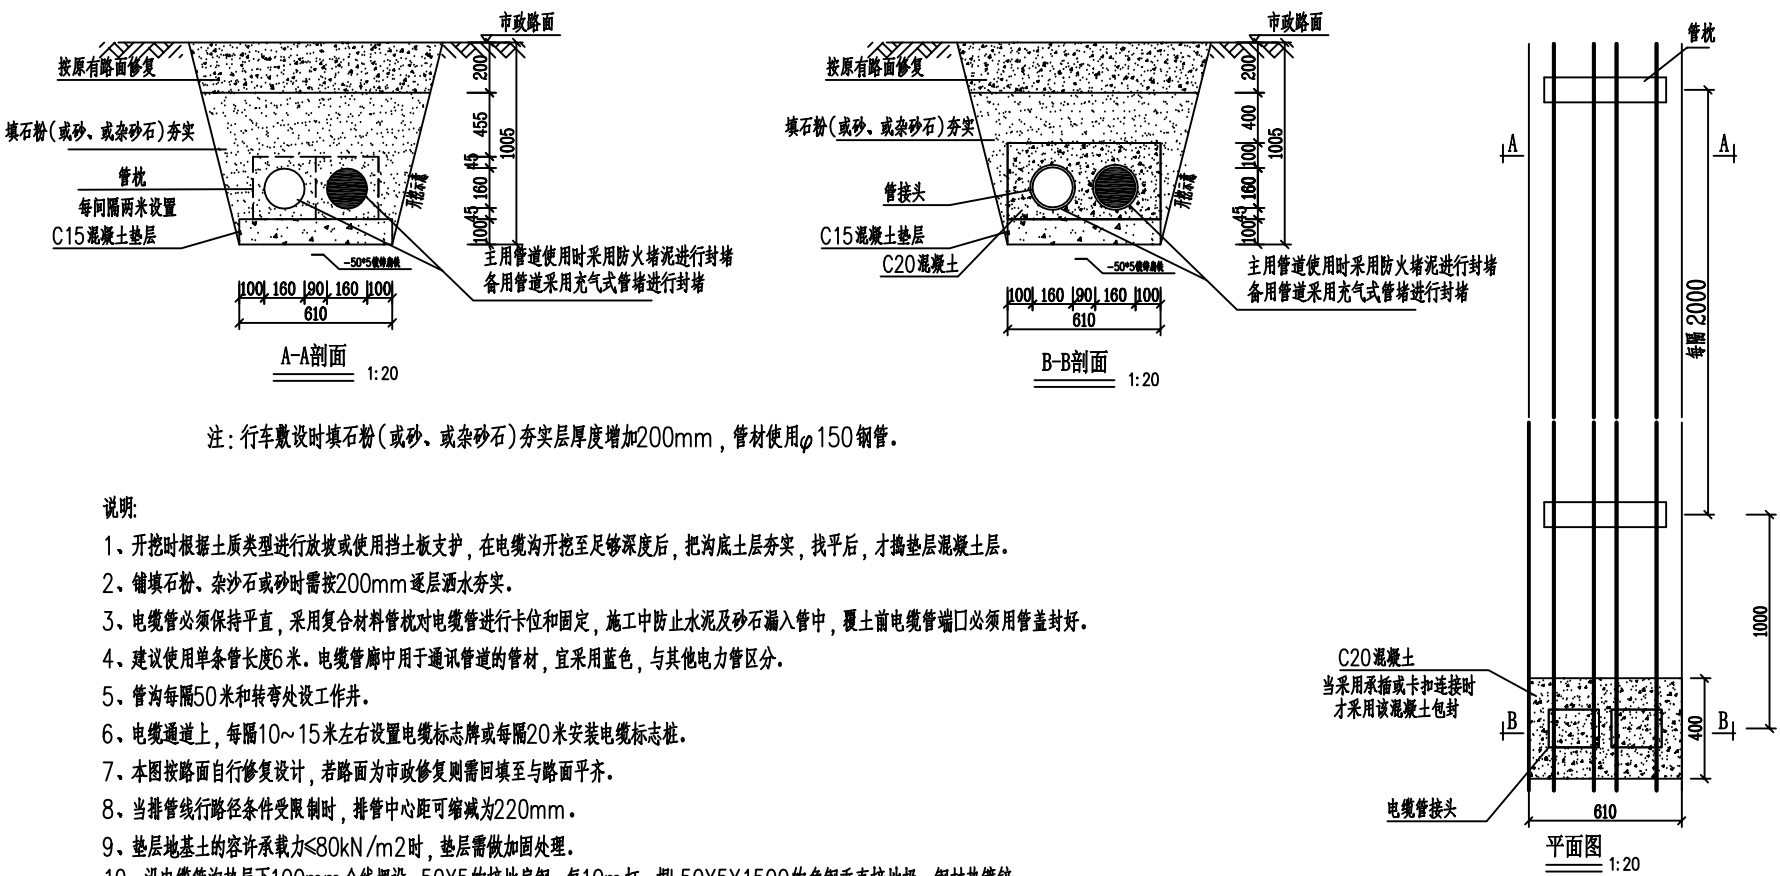 市政路面
按原有路面修复
填石粉(或砂、或杂砂石)夯实
管枕
每间隔两米设置
C15混凝土垫层
开挖示意
200
455
45
160
45
100
1005
-50*5镀锌扁铁
主用管道使用时采用防火堵泥进行封堵
备用管道采用充气式管堵进行封堵
100 160 90 160 100
610
A-A剖面 1:20
市政路面
按原有路面修复
填石粉(或砂、或杂砂石)夯实
管接头
C15混凝土垫层
C20混凝土
开挖示意
200
400
100
160
45
100
1005
-50*5镀锌扁铁
主用管道使用时采用防火堵泥进行封堵
备用管道采用充气式管堵进行封堵
100 160 90 160 100
610
B-B剖面 1:20
管枕
A A
每隔2000
1000
C20混凝土
当采用承插或卡扣连接时
才采用该混凝土包封
B B
400
电缆管接头
610
平面图 1:20
注:行车敷设时填石粉(或砂、或杂砂石)夯实层厚度增加200mm,管材使用φ150钢管。
说明:
1、开挖时根据土质类型进行放坡或使用挡土板支护,在电缆沟开挖至足够深度后,把沟底土层夯实,找平后,才捣垫层混凝土层。
2、铺填石粉、杂沙石或砂时需按200mm逐层洒水夯实。
3、电缆管必须保持平直,采用复合材料管枕对电缆管进行卡位和固定,施工中防止水泥及砂石漏入管中,覆土前电缆管端口必须用管盖封好。
4、建议使用单条管长度6米。电缆管廊中用于通讯管道的管材,宜采用蓝色,与其他电力管区分。
5、管沟每隔50米和转弯处设工作井。
6、电缆通道上,每隔10~15米左右设置电缆标志牌或每隔20米安装电缆标志桩。
7、本图按路面自行修复设计,若路面为市政修复则需回填至与路面平齐。
8、当排管线行路径条件受限制时,排管中心距可缩减为220mm。
9、垫层地基土的容许承载力≤80kN/m2时,垫层需做加固处理。